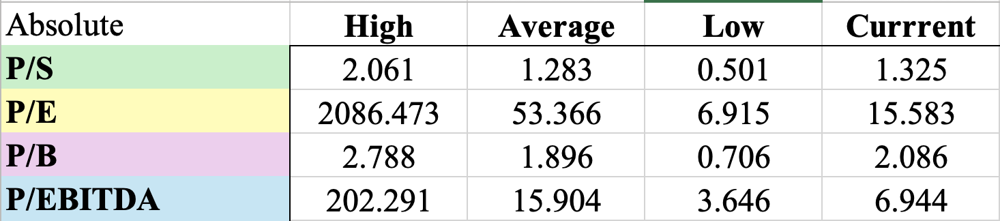 Absolute High Average Low Currrent
P/S 2.061 1.283 0.501 1.325
P/E 2086.473 53.366 6.915 15.583
P/B 2.788 1.896 0.706 2.086
P/EBITDA 202.291 15.904 3.646 6.944